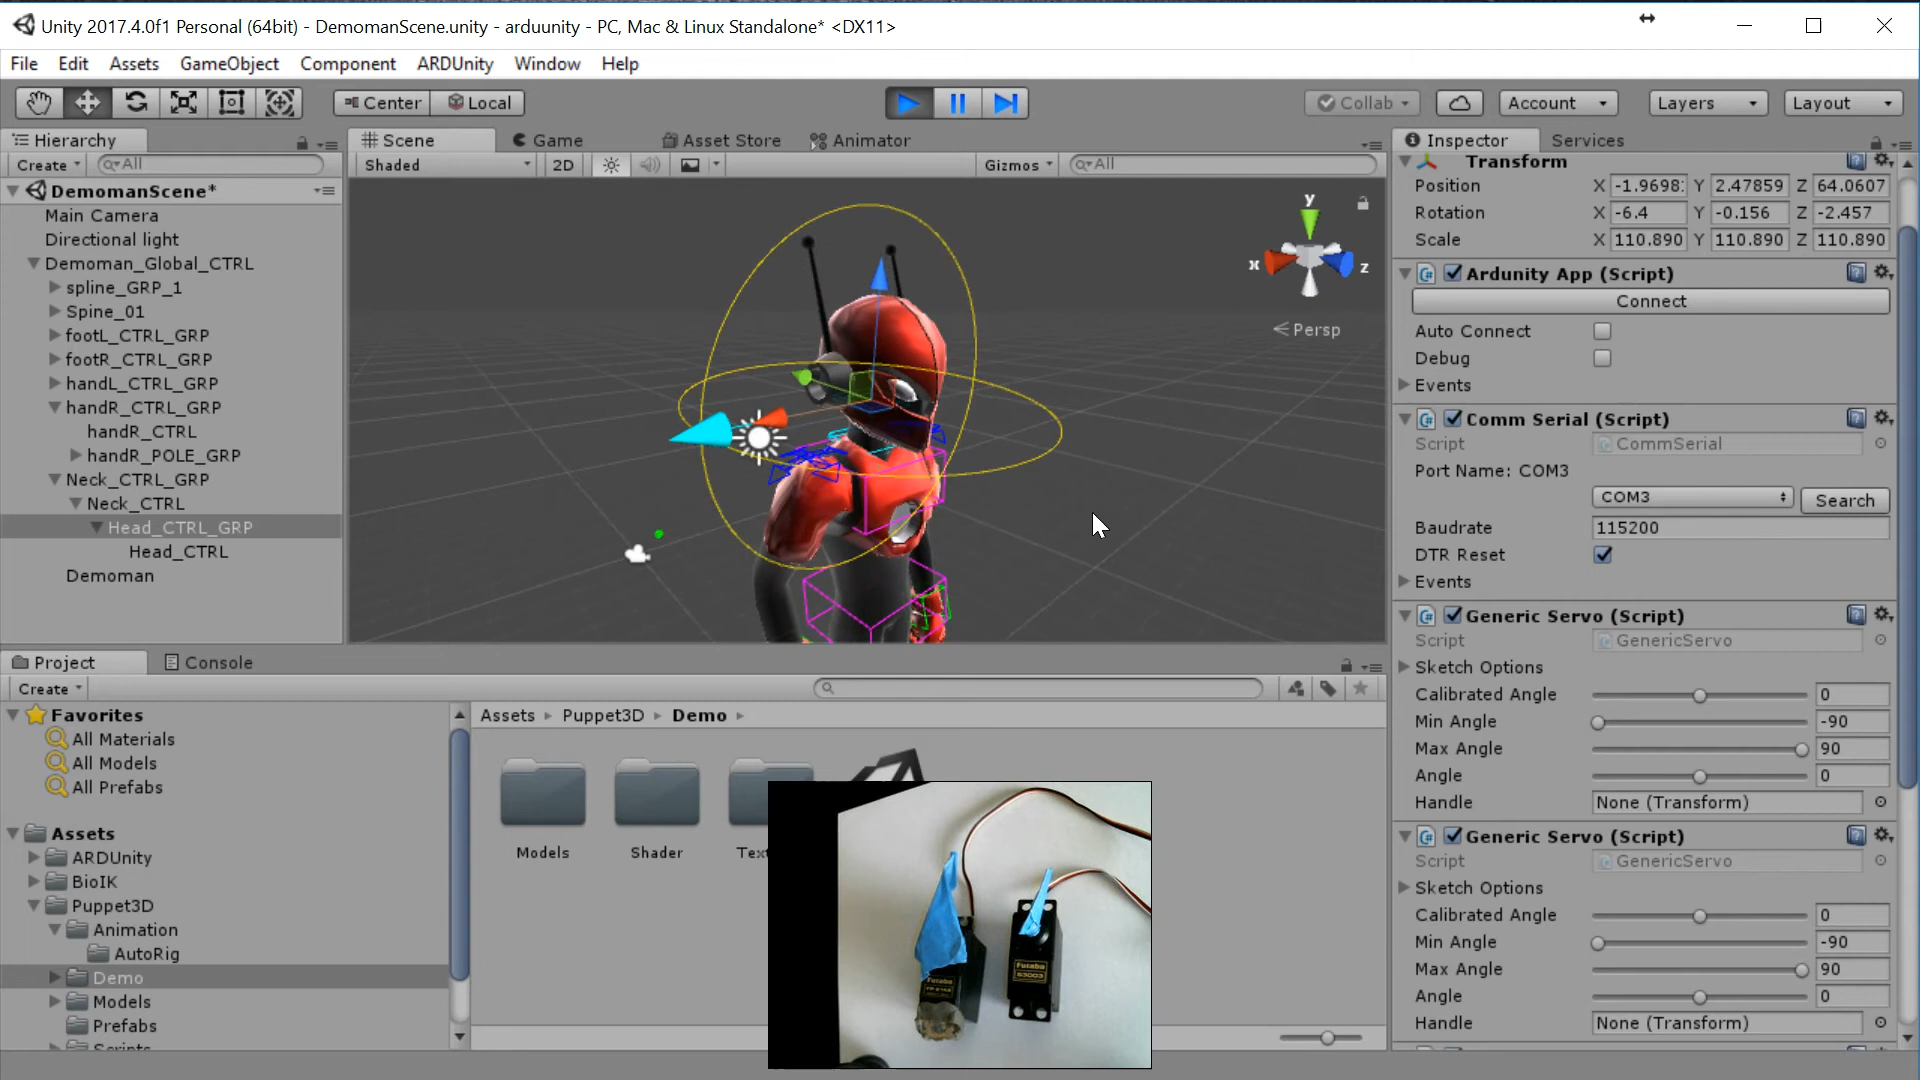 Unity 2017.4.0f1 Personal (64bit) - DemomanScene.unity - arduunity - PC, Mac & Linux Standalone* <DX11>
File Edit Assets GameObject Component ARDUnity Window Help
Center Local Collab Account Layers Layout
Hierarchy
Create All
DemomanScene*
Main Camera
Directional light
Demoman_Global_CTRL
spline_GRP_1
Spine_01
footL_CTRL_GRP
footR_CTRL_GRP
handL_CTRL_GRP
handR_CTRL_GRP
handR_CTRL
handR_POLE_GRP
Neck_CTRL_GRP
Neck_CTRL
Head_CTRL_GRP
Head_CTRL
Demoman
Scene Game Asset Store Animator
Shaded 2D Gizmos All
y
x z
Persp
Inspector Services
Transform
Position X -1.9698 Y 2.47859 Z 64.0607
Rotation X -6.4 Y -0.156 Z -2.457
Scale X 110.890 Y 110.890 Z 110.890
Ardunity App (Script)
Connect
Auto Connect
Debug
Events
Comm Serial (Script)
Script CommSerial
Port Name: COM3
COM3 Search
Baudrate 115200
DTR Reset
Events
Generic Servo (Script)
Script GenericServo
Sketch Options
Calibrated Angle 0
Min Angle -90
Max Angle 90
Angle 0
Handle None (Transform)
Generic Servo (Script)
Script GenericServo
Sketch Options
Calibrated Angle 0
Min Angle -90
Max Angle 90
Angle 0
Handle None (Transform)
Project Console
Create
Favorites
All Materials
All Models
All Prefabs
Assets
ARDUnity
BioIK
Puppet3D
Animation
AutoRig
Demo
Models
Prefabs
Scripts
Assets Puppet3D Demo
Models Shader Text
Futaba
Futaba
S3003